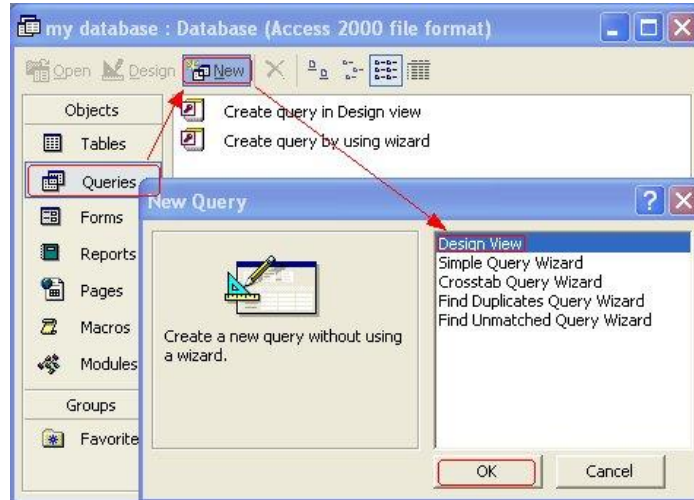 my database : Database (Access 2000 file format)
Open Design New
Objects
Tables
Queries
Forms
Reports
Pages
Macros
Modules
Groups
Favorite
Create query in Design view
Create query by using wizard
New Query
Create a new query without using
a wizard.
Design View
Simple Query Wizard
Crosstab Query Wizard
Find Duplicates Query Wizard
Find Unmatched Query Wizard
OK Cancel